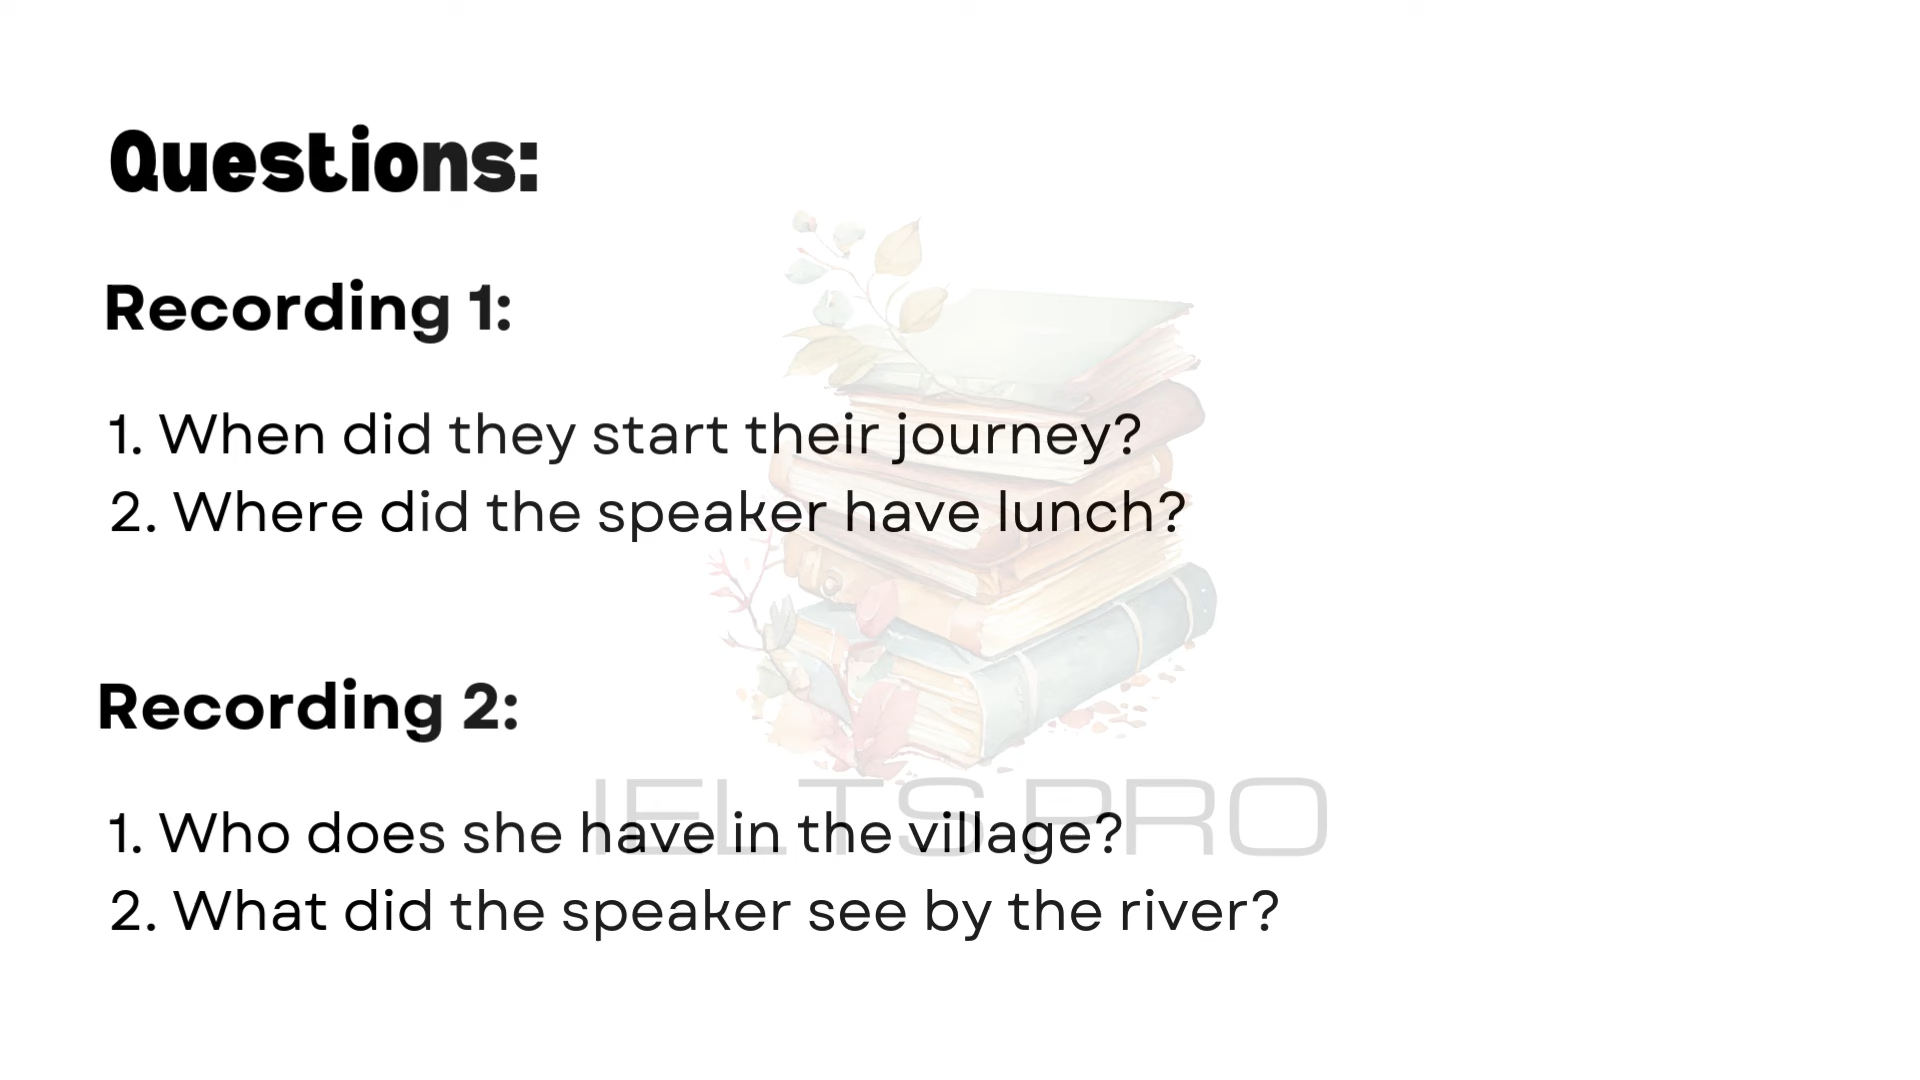 Questions:
Recording 1:
1. When did they start their journey?
2. Where did the speaker have lunch?
Recording 2:
IELTS PRO
1. Who does she have in the village?
2. What did the speaker see by the river?